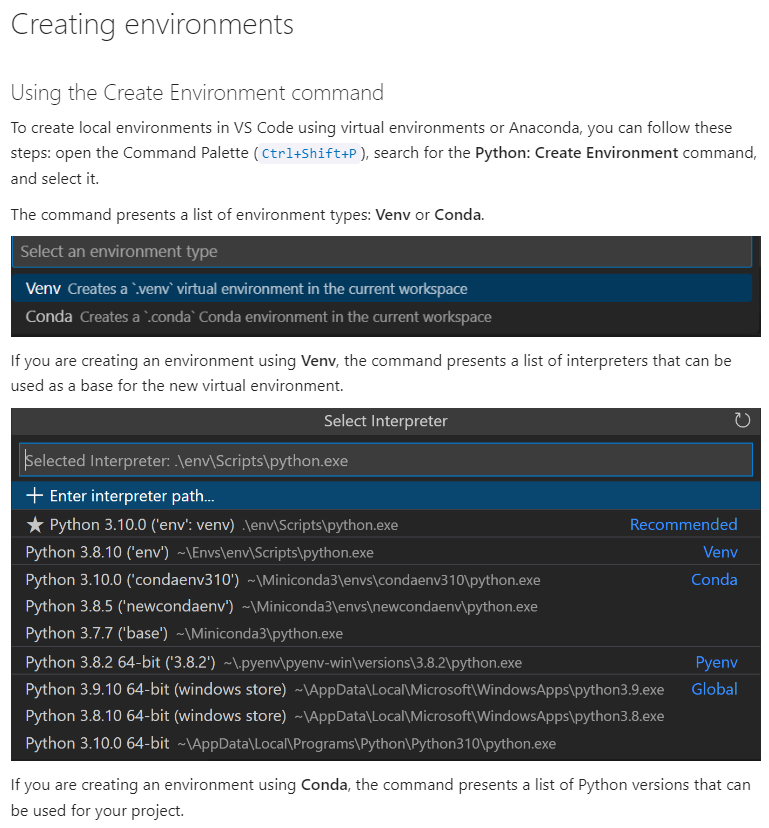 Creating environments
Using the Create Environment command
To create local environments in VS Code using virtual environments or Anaconda, you can follow these
steps: open the Command Palette (Ctrl+Shift+P), search for the Python: Create Environment command,
and select it.
The command presents a list of environment types: Venv or Conda.
Select an environment type
Venv Creates a `.venv` virtual environment in the current workspace
Conda Creates a `.conda` Conda environment in the current workspace
If you are creating an environment using Venv, the command presents a list of interpreters that can be
used as a base for the new virtual environment.
Select Interpreter
Selected Interpreter: .\env\Scripts\python.exe
+ Enter interpreter path...
★ Python 3.10.0 ('env': venv) .\env\Scripts\python.exe Recommended
Python 3.8.10 ('env') ~\Envs\env\Scripts\python.exe Venv
Python 3.10.0 ('condaenv310') ~\Miniconda3\envs\condaenv310\python.exe Conda
Python 3.8.5 ('newcondaenv') ~\Miniconda3\envs\newcondaenv\python.exe
Python 3.7.7 ('base') ~\Miniconda3\python.exe
Python 3.8.2 64-bit ('3.8.2') ~\.pyenv\pyenv-win\versions\3.8.2\python.exe Pyenv
Python 3.9.10 64-bit (windows store) ~\AppData\Local\Microsoft\WindowsApps\python3.9.exe Global
Python 3.8.10 64-bit (windows store) ~\AppData\Local\Microsoft\WindowsApps\python3.8.exe
Python 3.10.0 64-bit ~\AppData\Local\Programs\Python\Python310\python.exe
If you are creating an environment using Conda, the command presents a list of Python versions that can
be used for your project.